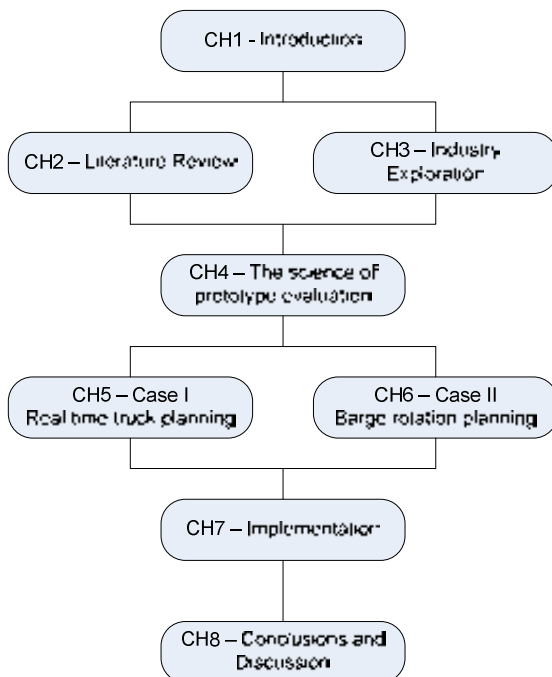 CH1 - Introduction
CH2 – Literature Review
CH3 – Industry
Exploration
CH4 – The science of
prototype evaluation
CH5 – Case I
Real time truck planning
CH6 – Case II
Barge rotation planning
CH7 – Implementation
CH8 – Conclusions and
Discussion